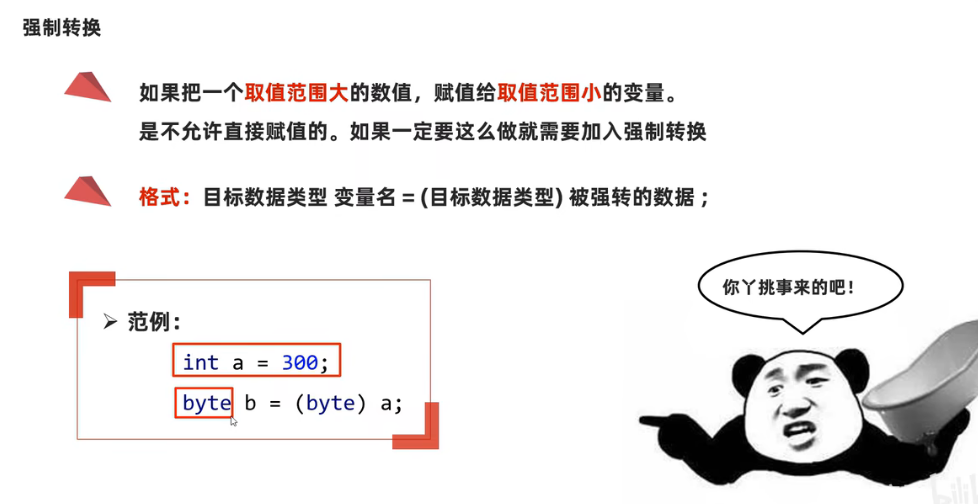 强制转换
如果把一个取值范围大的数值，赋值给取值范围小的变量。
是不允许直接赋值的。如果一定要这么做就需要加入强制转换
格式：目标数据类型 变量名 = (目标数据类型) 被强转的数据 ;
你丫挑事来的吧！
➢ 范例：
int a = 300;
byte b = (byte) a;